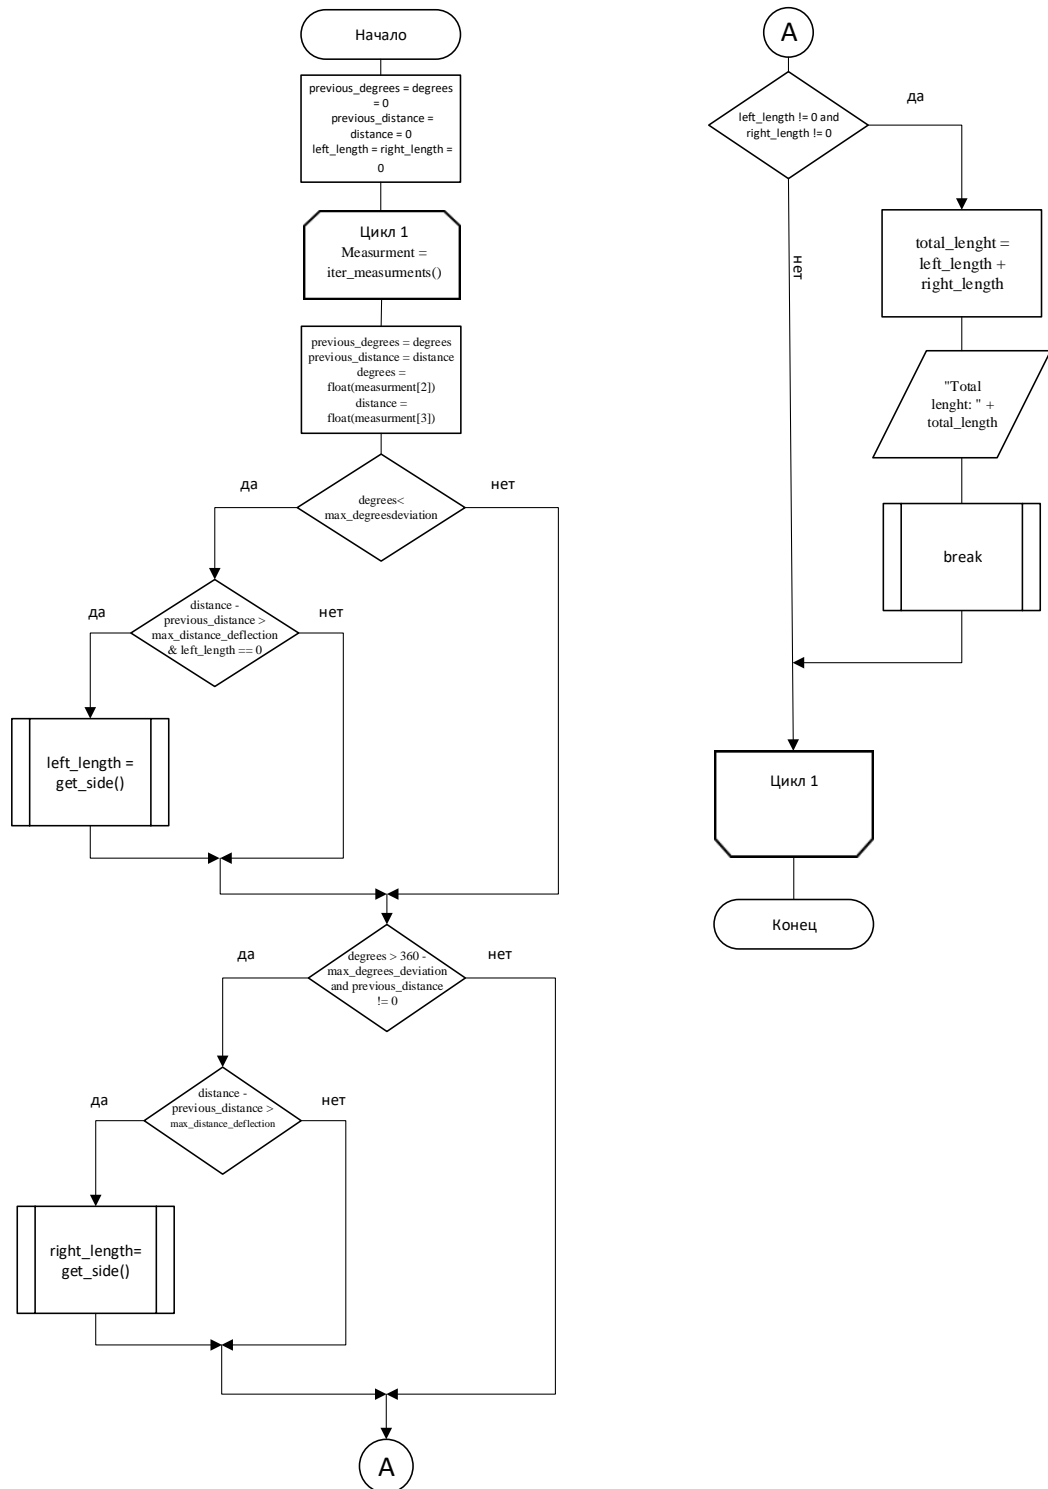 Начало
previous_degrees = degrees
= 0
previous_distance =
distance = 0
left_length = right_length =
0
Цикл 1
Measurment =
iter_measurments()
previous_degrees = degrees
previous_distance = distance
degrees =
float(measurment[2])
distance =
float(measurment[3])
degrees<
max_degreesdeviation
да
нет
distance -
previous_distance >
max_distance_deflection
& left_length == 0
да
нет
left_length =
get_side()
degrees > 360 -
max_degrees_deviation
and previous_distance
!= 0
да
нет
distance -
previous_distance >
max_distance_deflection
да
нет
right_length=
get_side()
A
A
left_length != 0 and
right_length != 0
да
нет
total_lenght =
left_length +
right_length
"Total
lenght: " +
total_length
break
Цикл 1
Конец